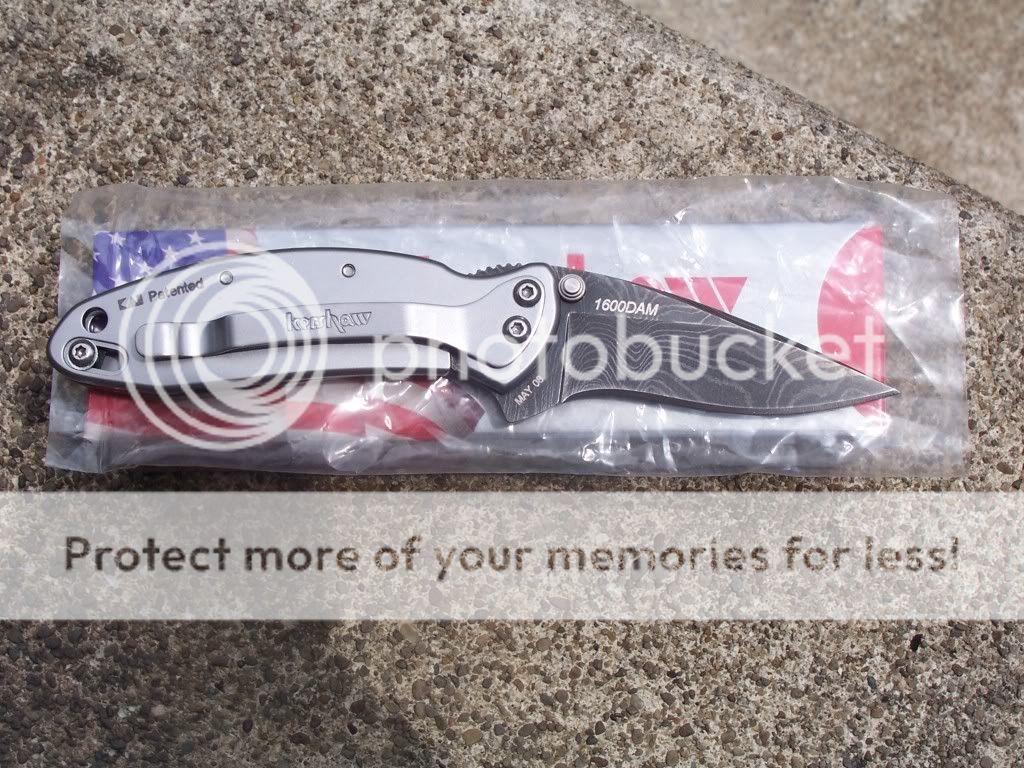 KAI Patented
kershaw
1600DAM
MAY 08
photobucket
Protect more of your memories for less!